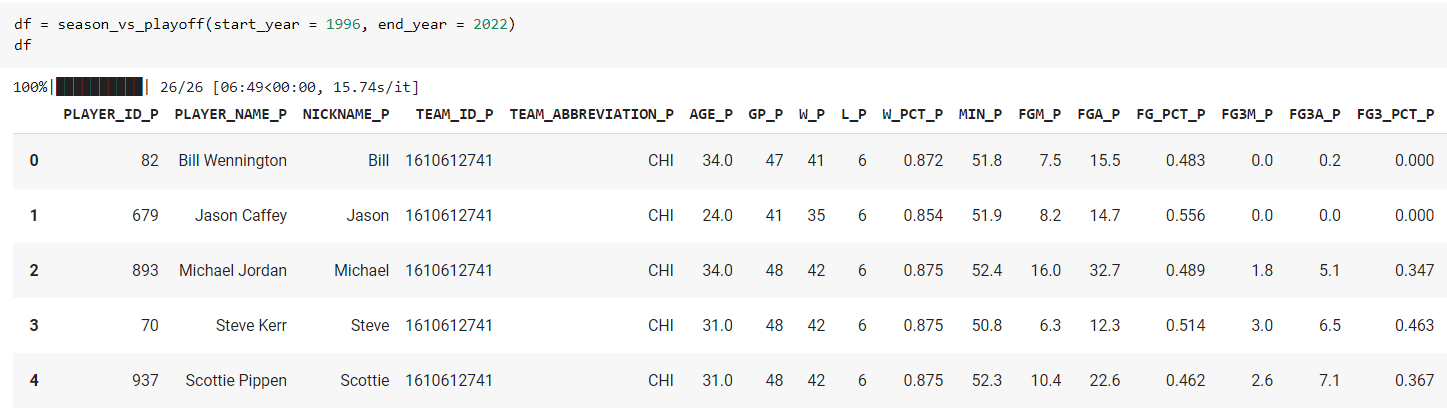 df = season_vs_playoff(start_year = 1996, end_year = 2022)
df
100%|██████████| 26/26 [06:49<00:00, 15.74s/it]
PLAYER_ID_P PLAYER_NAME_P NICKNAME_P TEAM_ID_P TEAM_ABBREVIATION_P AGE_P GP_P W_P L_P W_PCT_P MIN_P FGM_P FGA_P FG_PCT_P FG3M_P FG3A_P FG3_PCT_P
0 82 Bill Wennington Bill 1610612741 CHI 34.0 47 41 6 0.872 51.8 7.5 15.5 0.483 0.0 0.2 0.000
1 679 Jason Caffey Jason 1610612741 CHI 24.0 41 35 6 0.854 51.9 8.2 14.7 0.556 0.0 0.0 0.000
2 893 Michael Jordan Michael 1610612741 CHI 34.0 48 42 6 0.875 52.4 16.0 32.7 0.489 1.8 5.1 0.347
3 70 Steve Kerr Steve 1610612741 CHI 31.0 48 42 6 0.875 50.8 6.3 12.3 0.514 3.0 6.5 0.463
4 937 Scottie Pippen Scottie 1610612741 CHI 31.0 48 42 6 0.875 52.3 10.4 22.6 0.462 2.6 7.1 0.367